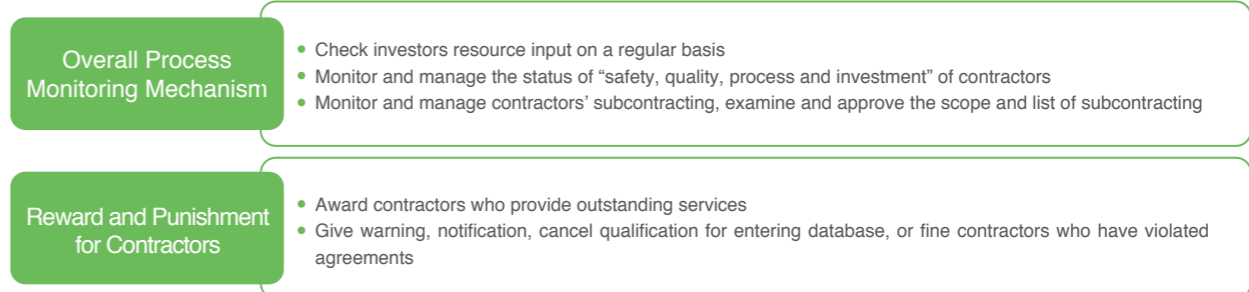 Overall Process
Monitoring Mechanism
• Check investors resource input on a regular basis
• Monitor and manage the status of “safety, quality, process and investment” of contractors
• Monitor and manage contractors’ subcontracting, examine and approve the scope and list of subcontracting
Reward and Punishment
for Contractors
• Award contractors who provide outstanding services
• Give warning, notification, cancel qualification for entering database, or fine contractors who have violated
agreements